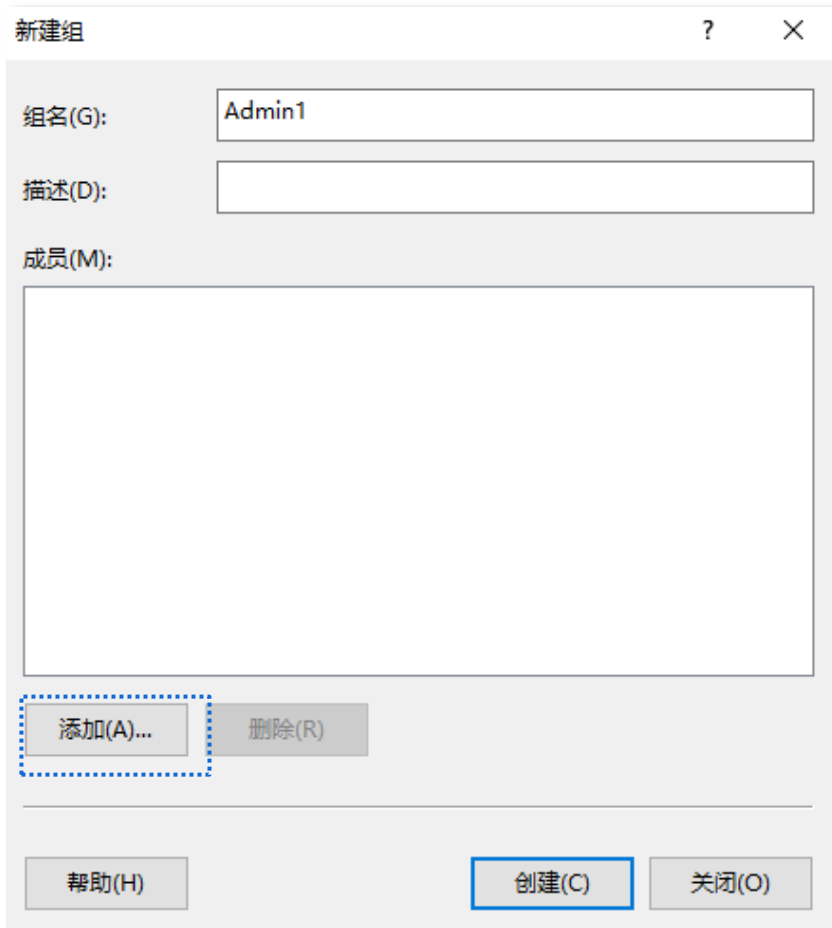 新建组
?
组名(G):
Admin1
描述(D):
成员(M):
添加(A)...
删除(R)
帮助(H)
创建(C)
关闭(O)